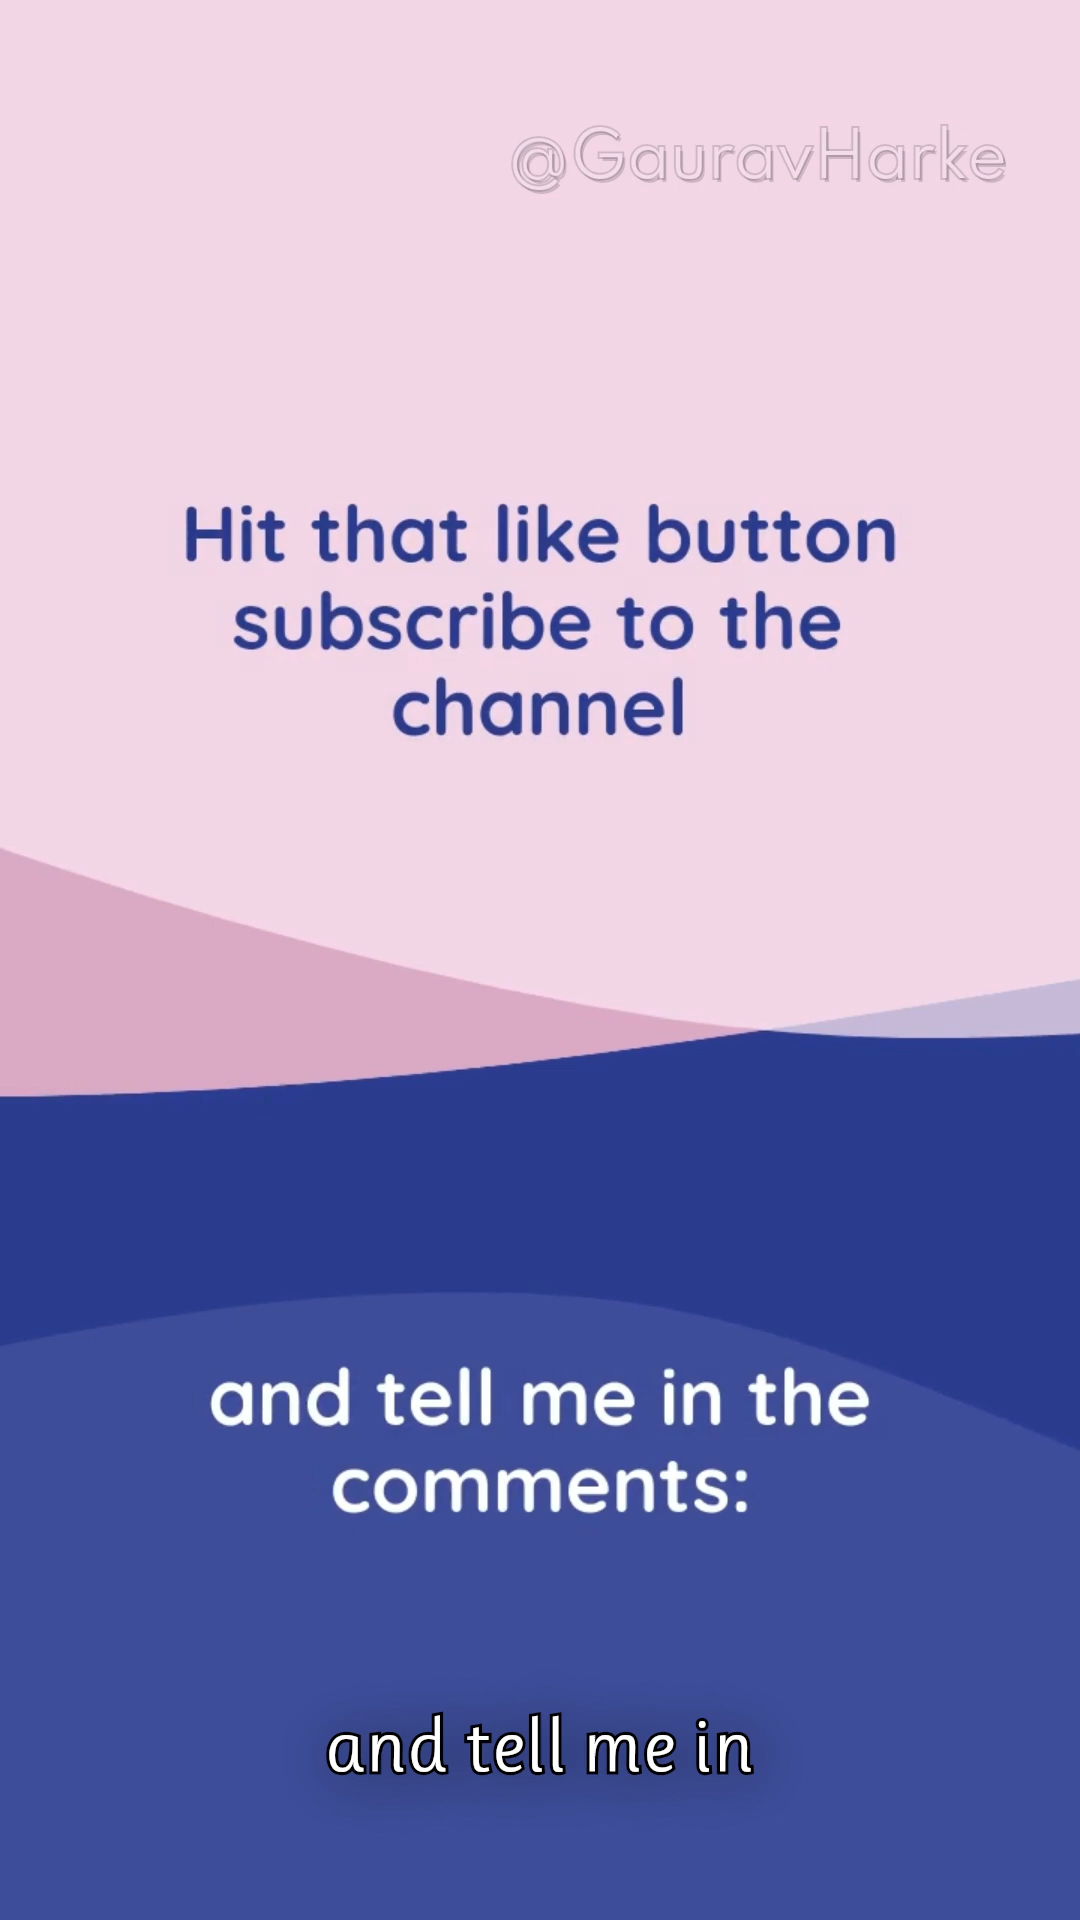 @GauravHarke
Hit that like button
subscribe to the
channel
and tell me in the
comments:
and tell me in